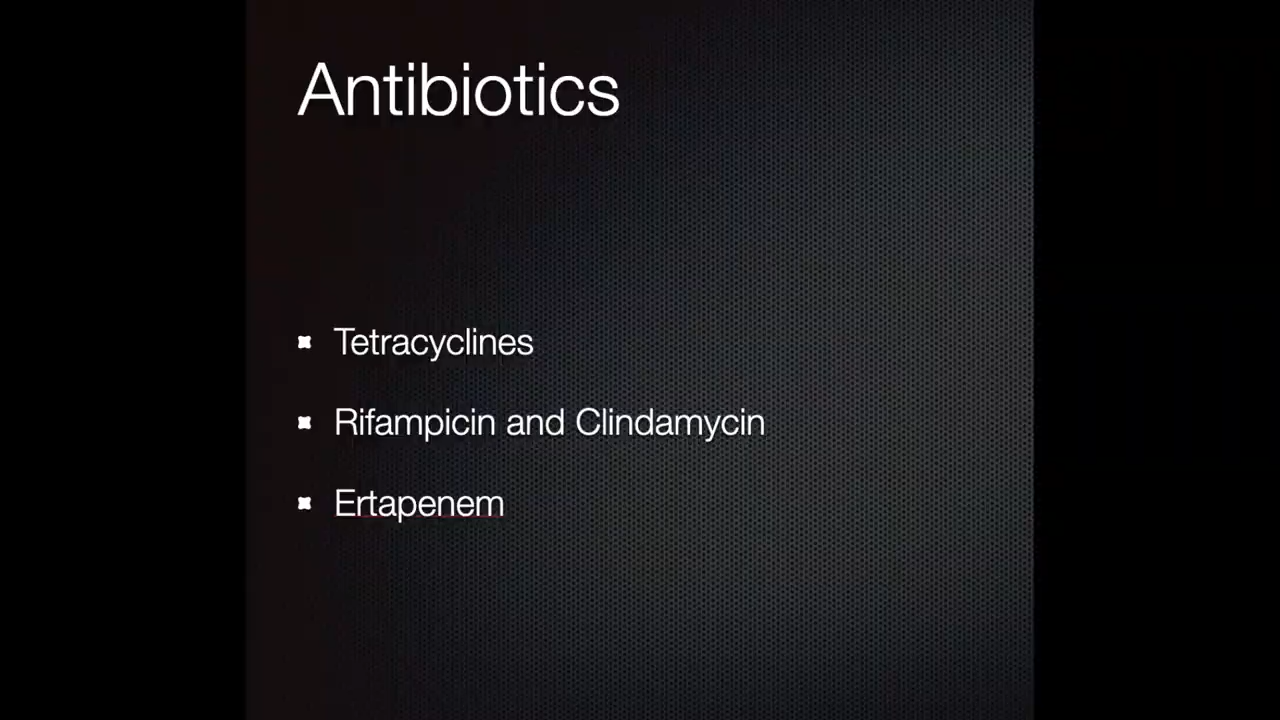 Antibiotics
Tetracyclines
Rifampicin and Clindamycin
Ertapenem